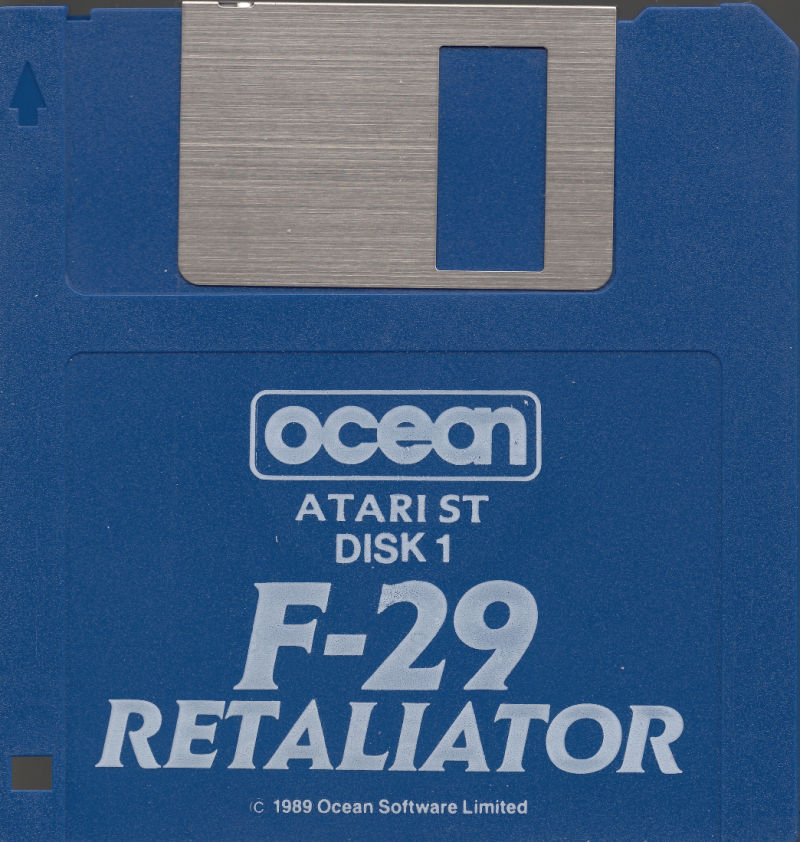 ocean
ATARI ST
DISK 1
F-29
RETALIATOR
© 1989 Ocean Software Limited